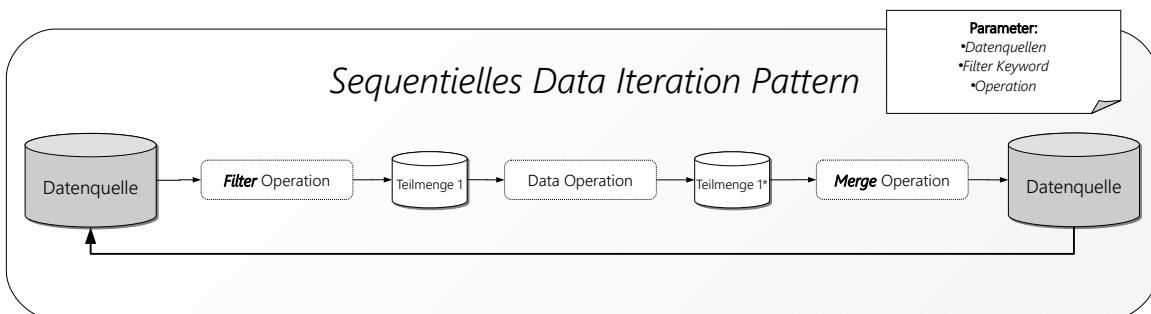 Parameter:
•Datenquellen
•Filter Keyword
•Operation
Sequentielles Data Iteration Pattern
Datenquelle
Filter Operation
Teilmenge 1
Data Operation
Teilmenge 1*
Merge Operation
Datenquelle